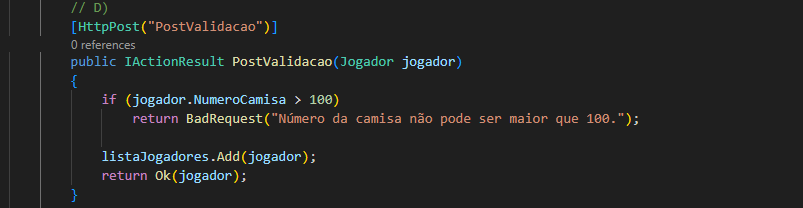 // D)
[HttpPost("PostValidacao")]
0 references
public IActionResult PostValidacao(Jogador jogador)
{
if (jogador.NumeroCamisa > 100)
return BadRequest("Número da camisa não pode ser maior que 100.");
listaJogadores.Add(jogador);
return Ok(jogador);
}